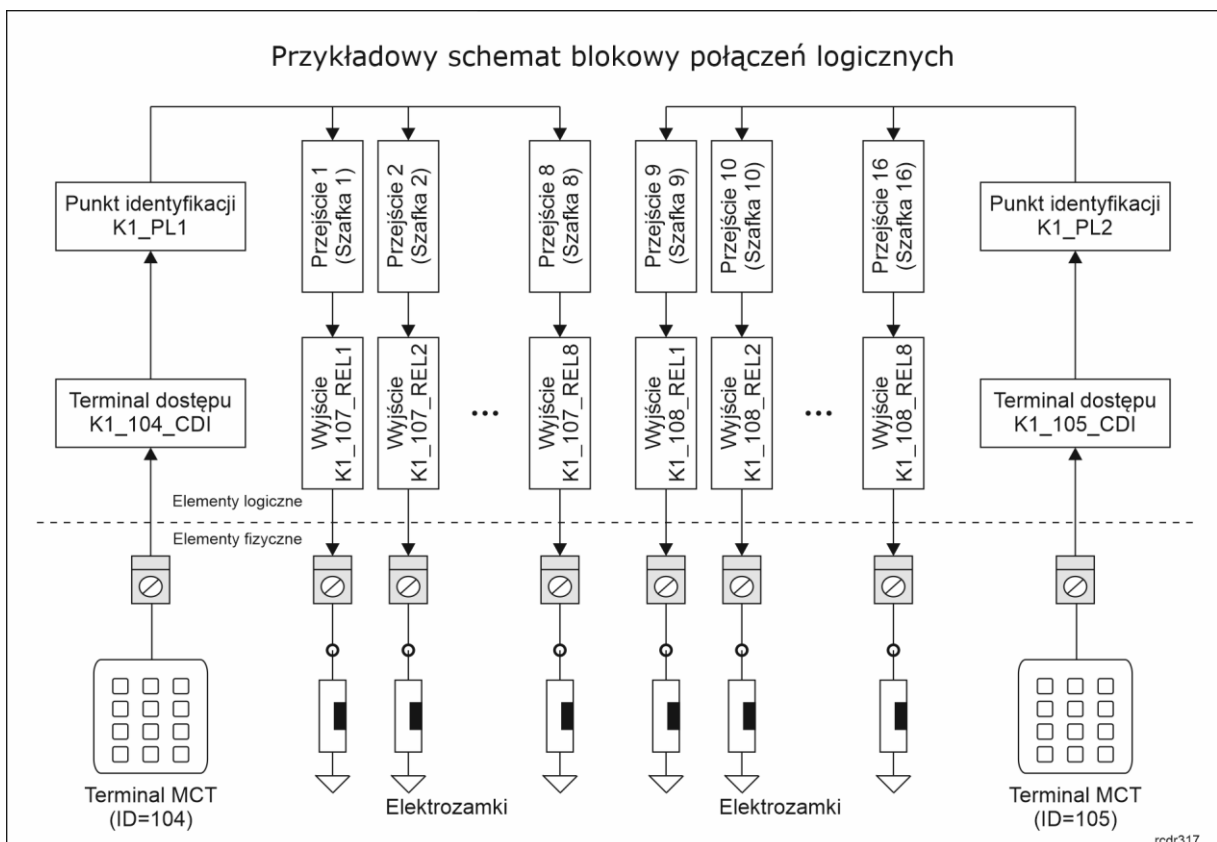 Przykładowy schemat blokowy połączeń logicznych
Punkt identyfikacji
K1_PL1
Przejście 1
(Szafka 1)
Przejście 2
(Szafka 2)
Przejście 8
(Szafka 8)
Przejście 9
(Szafka 9)
Przejście 10
(Szafka 10)
Przejście 16
(Szafka 16)
Punkt identyfikacji
K1_PL2
Terminal dostępu
K1_104_CDI
Wyjście
K1_107_REL1
Wyjście
K1_107_REL2
...
Wyjście
K1_107_REL8
Wyjście
K1_108_REL1
Wyjście
K1_108_REL2
...
Wyjście
K1_108_REL8
Terminal dostępu
K1_105_CDI
Elementy logiczne
Elementy fizyczne
Terminal MCT
(ID=104)
Elektrozamki
Elektrozamki
Terminal MCT
(ID=105)
rcdr317